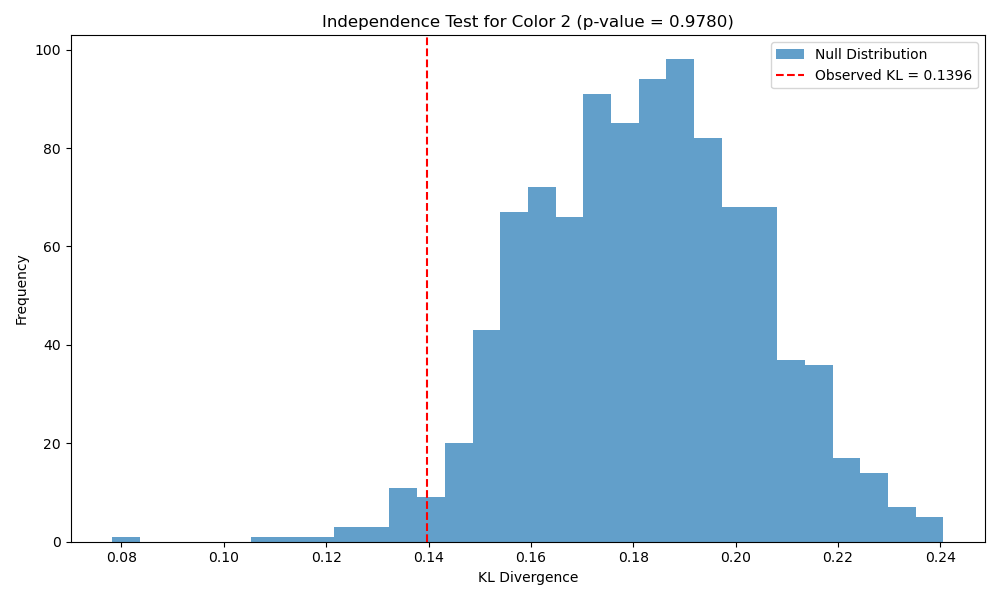 Independence Test for Color 2 (p-value = 0.9780)
Null Distribution
Observed KL = 0.1396
Frequency
100
80
60
40
20
0
0.08 0.10 0.12 0.14 0.16 0.18 0.20 0.22 0.24
KL Divergence